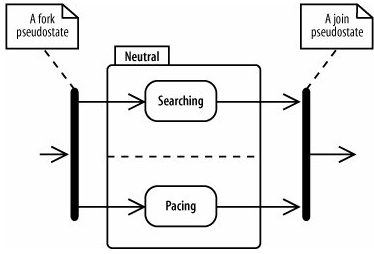 A fork
pseudostate
A join
pseudostate
Neutral
Searching
Pacing